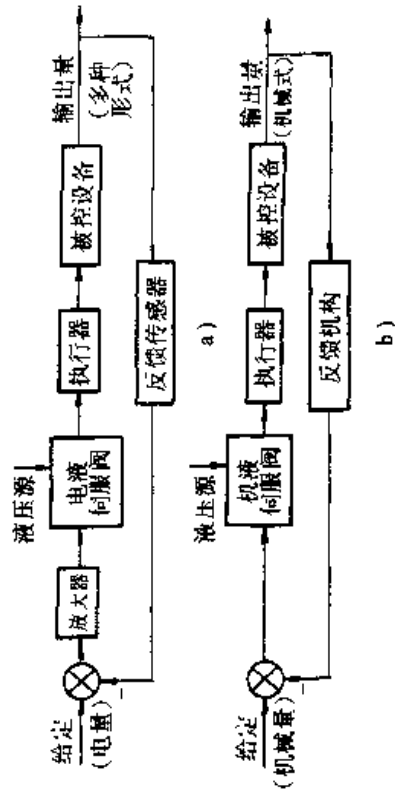 给定
(电量)
放大器
液压源
电液
伺服阀
执行器
被控设备
输出量
(多种
形式)
反馈传感器
a)
给定
(机械量)
液压源
机液
伺服阀
执行器
被控设备
输出量
(机械式)
反馈机构
b)